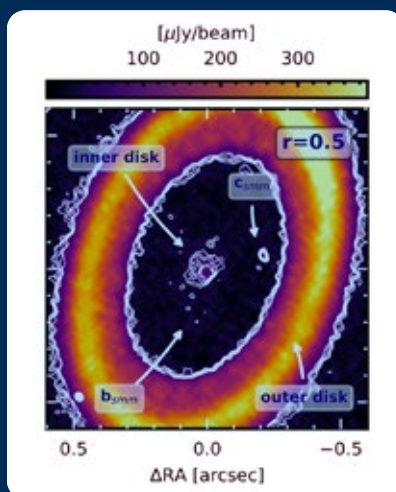 [μJy/beam]
100 200 300
r=0.5
inner disk
c_smm
b_smm
outer disk
0.5 0.0 −0.5
ΔRA [arcsec]